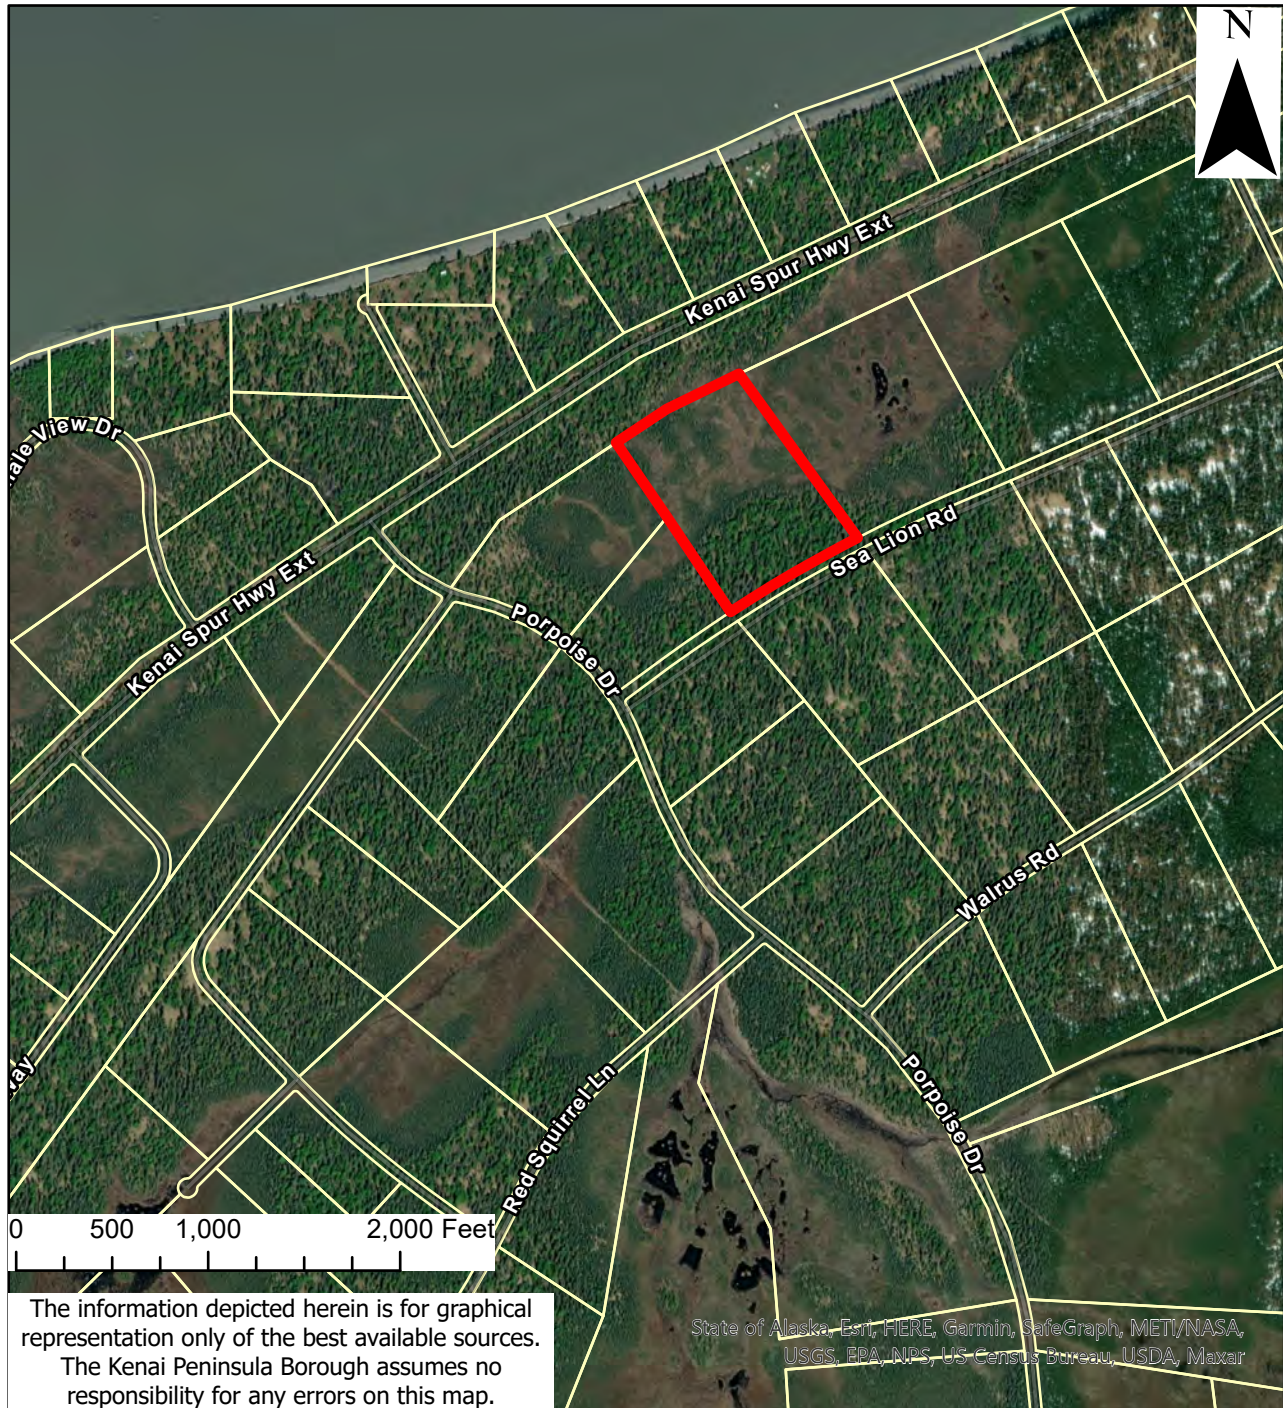 N
Kenai Spur Hwy Ext
ale View Dr
Sea Lion Rd
Kenai Spur Hwy Ext
Porpoise Dr
Walrus Rd
way
Red Squirrel Ln
Porpoise Dr
0 500 1,000 2,000 Feet
The information depicted herein is for graphical
representation only of the best available sources.
The Kenai Peninsula Borough assumes no
responsibility for any errors on this map.
State of Alaska, Esri, HERE, Garmin, SafeGraph, METI/NASA,
USGS, EPA, NPS, US Census Bureau, USDA, Maxar